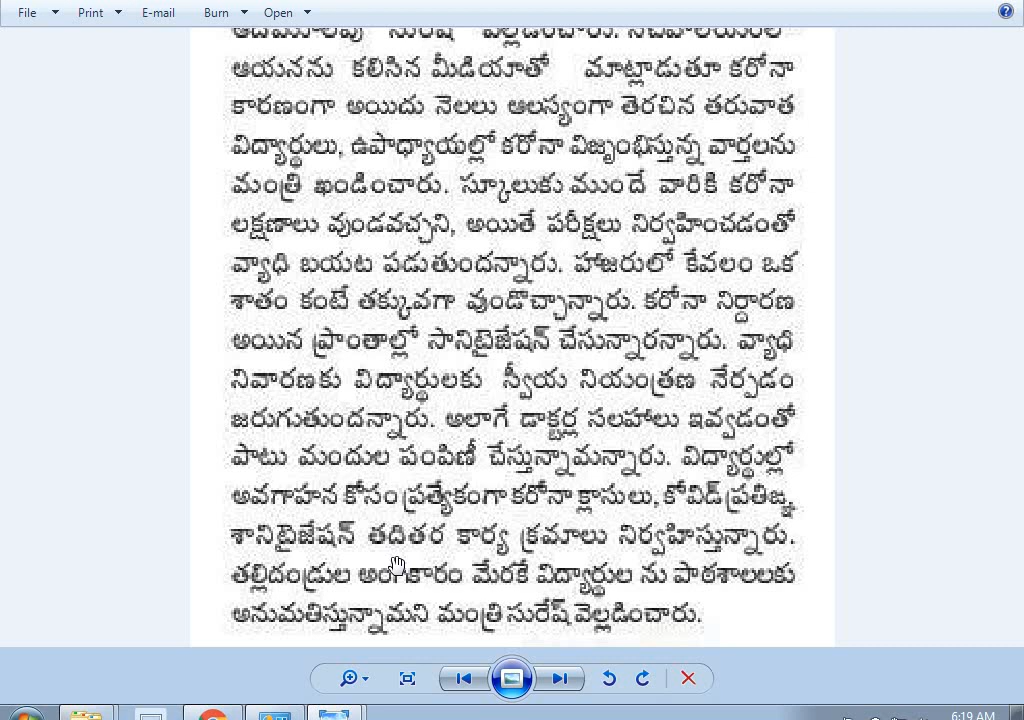 File Print E-mail Burn Open
ఆయనను కలిసిన మీడియాతో మాట్లాడుతూ కరోనా
కారణంగా అయిదు నెలలు ఆలస్యంగా తెరచిన తరువాత
విద్యార్థులు, ఉపాధ్యాయల్లో కరోనా విజృంభిస్తున్న వార్తలను
మంత్రి ఖండించారు. స్కూలుకు ముందే వారికి కరోనా
లక్షణాలు వుండవచ్చని, అయితే పరీక్షలు నిర్వహించడంతో
వ్యాధి బయట పడుతుందన్నారు. హాజరులో కేవలం ఒక
శాతం కంటే తక్కువగా వుండొచ్చాన్నారు. కరోనా నిర్ధారణ
అయిన ప్రాంతాల్లో సానిటైజేషన్ చేసున్నారన్నారు. వ్యాధి
నివారణకు విద్యార్థులకు స్వీయ నియంత్రణ నేర్పడం
జరుగుతుందన్నారు. అలాగే డాక్టర్ల సలహాలు ఇవ్వడంతో
పాటు మందుల పంపిణీ చేస్తున్నామన్నారు. విద్యార్థుల్లో
అవగాహన కోసం ప్రత్యేకంగా కరోనా క్లాసులు, కోవిడ్ ప్రతిజ్ఞ
శానిటైజేషన్ తదితర కార్య క్రమాలు నిర్వహిస్తున్నారు.
తల్లిదండ్రుల అంగీకారం మేరకే విద్యార్థుల ను పాఠశాలలకు
అనుమతిస్తున్నామని మంత్రి సురేష్ వెల్లడించారు.
6:19 AM